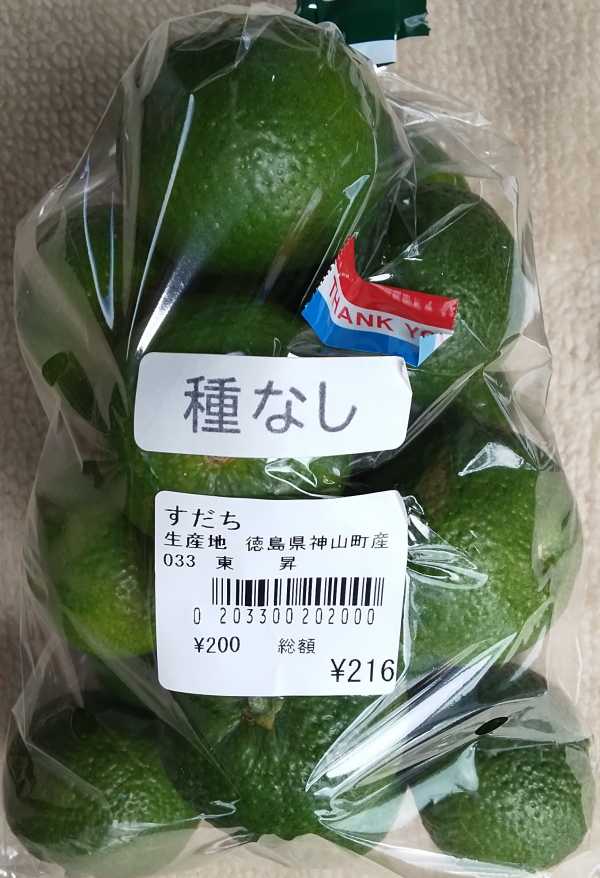 THANK YO
種なし
すだち
生産地 徳島県神山町産
033 東 昇
0 203300 202000
¥200 総額
¥216